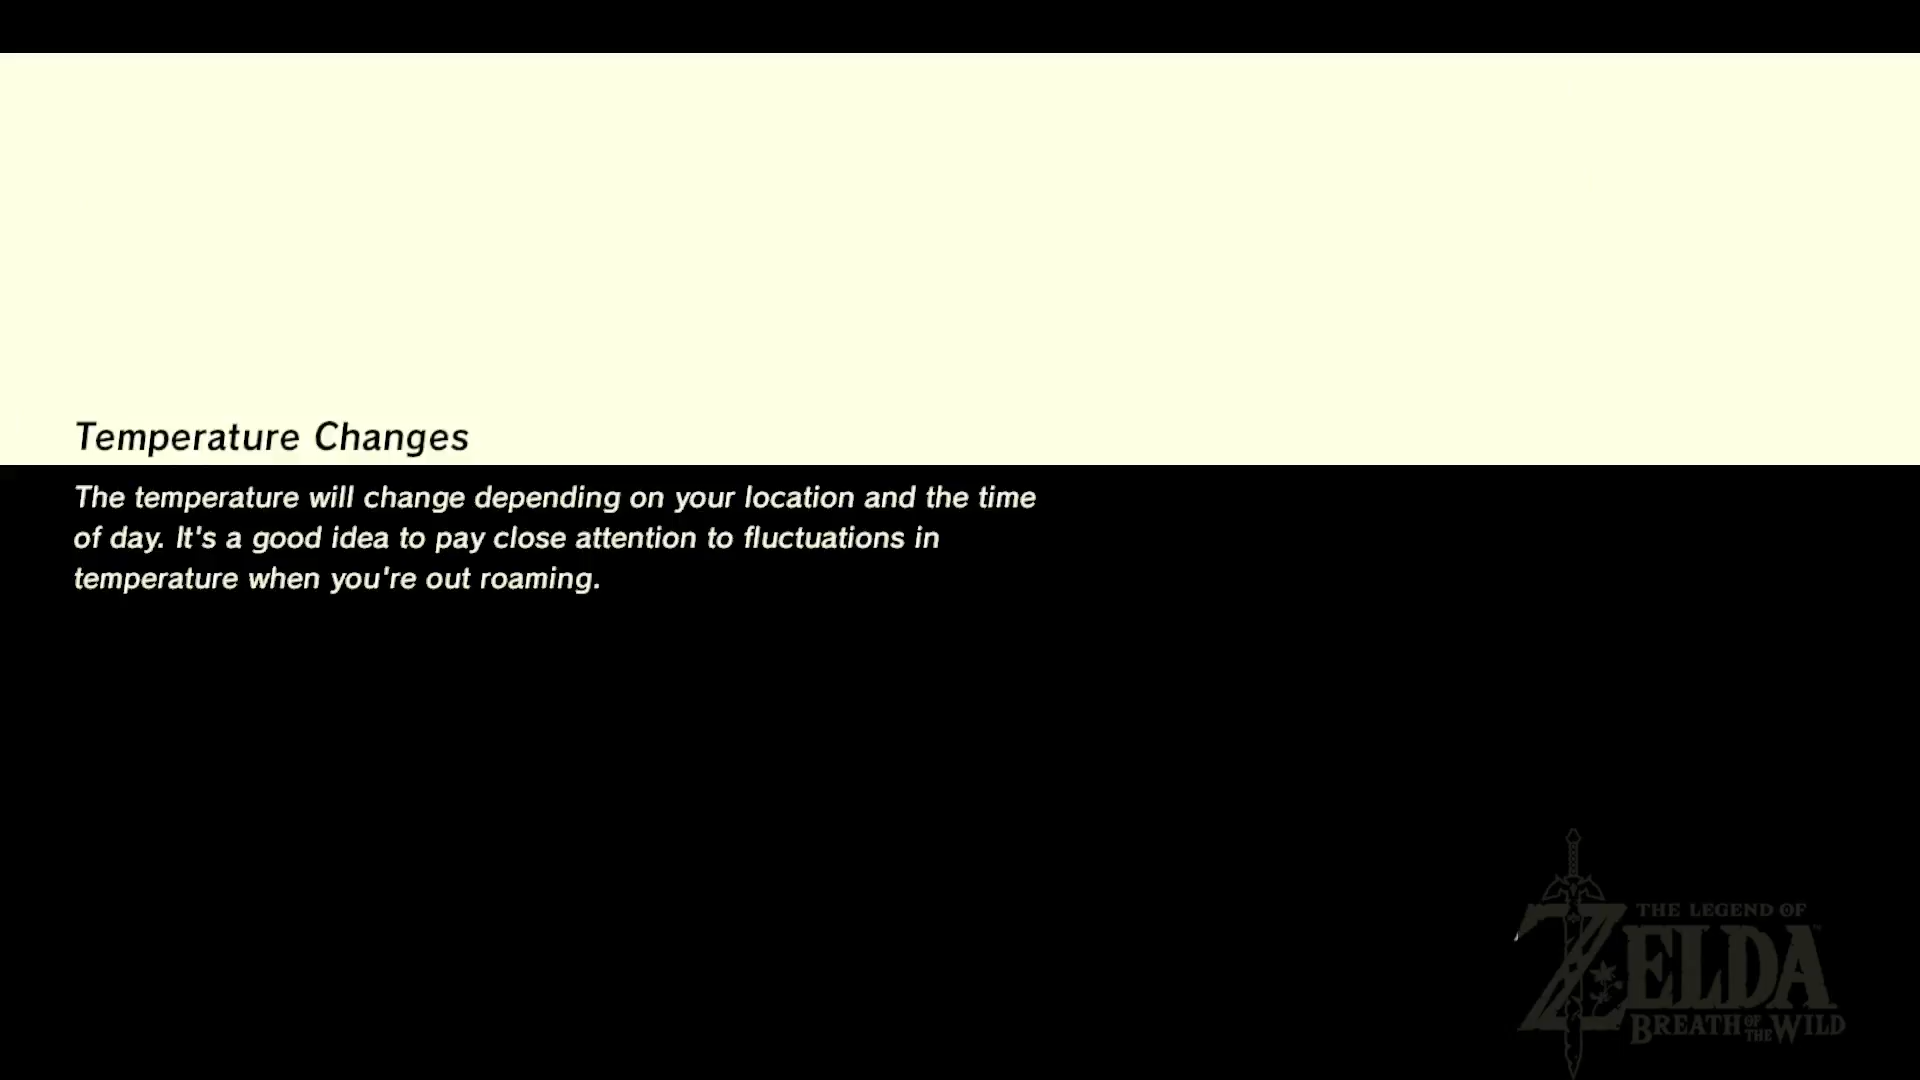 Temperature Changes
The temperature will change depending on your location and the time
of day. It's a good idea to pay close attention to fluctuations in
temperature when you're out roaming.
THE LEGEND OF
ZELDA
BREATH OF THE WILD